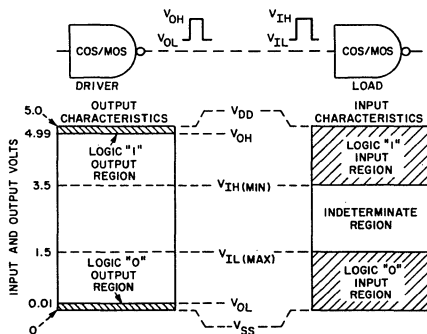 VOH
VOL
VIH
VIL
COS/MOS
COS/MOS
DRIVER
LOAD
OUTPUT
CHARACTERISTICS
INPUT
CHARACTERISTICS
INPUT AND OUTPUT VOLTS
5.0
4.99
3.5
1.5
0.01
0
LOGIC "1"
OUTPUT
REGION
LOGIC "0"
OUTPUT
REGION
VDD
VOH
VIH(MIN)
VIL(MAX)
VOL
VSS
LOGIC "1"
INPUT
REGION
INDETERMINATE
REGION
LOGIC "0"
INPUT
REGION